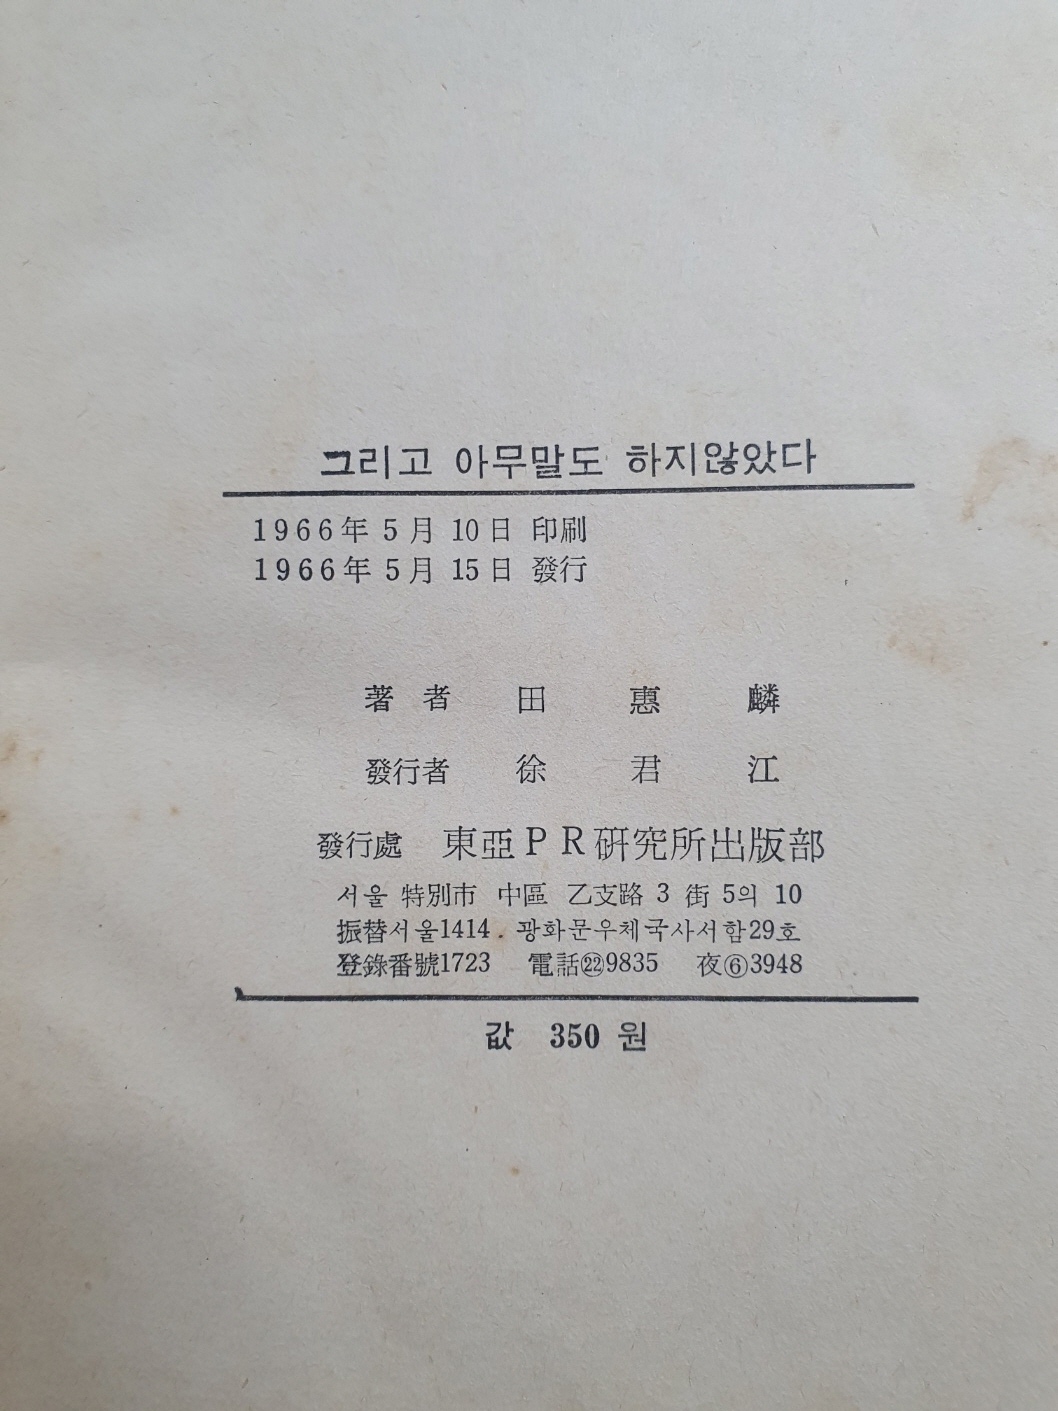 그리고 아무말도 하지않았다
1966年 5月 10日 印刷
1966年 5月 15日 發行
著者 田惠麟
發行者 徐君江
發行處 東亞PR硏究所出版部
서울 特別市 中區 乙支路 3 街 5의 10
振替서울1414. 광화문우체국사서함29호
登錄番號1723 電話㉒9835 夜⑥3948
값 350 원